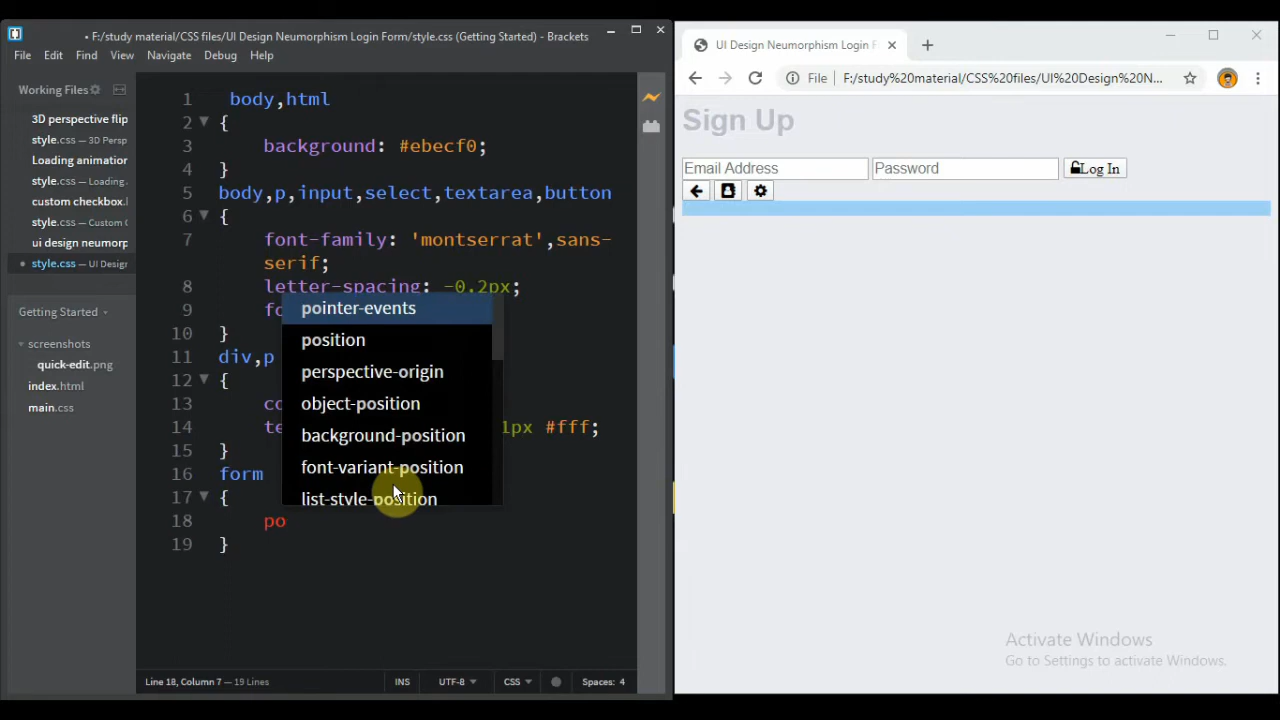 • F:/study material/CSS files/UI Design Neumorphism Login Form/style.css (Getting Started) - Brackets
File Edit Find View Navigate Debug Help
Working Files
3D perspective flip
style.css — 3D Persp
Loading animation
style.css — Loading
custom checkbox.
style.css — Custom C
ui design neumorp
• style.css — UI Design
Getting Started
screenshots
quick-edit.png
index.html
main.css
1 body,html
2 {
3 background: #ebecf0;
4 }
5 body,p,input,select,textarea,button
6 {
7 font-family: 'montserrat',sans-
serif;
8 letter-spacing: -0.2px;
9 fo
10 }
11 div,p
12 {
13 co
14 te 1px #fff;
15 }
16 form
17 {
18 po
19 }
pointer-events
position
perspective-origin
object-position
background-position
font-variant-position
list-style-position
Line 18, Column 7 — 19 Lines
INS
UTF-8
CSS
Spaces: 4
UI Design Neumorphism Login F
File F:/study%20material/CSS%20files/UI%20Design%20N...
Sign Up
Email Address Password Log In
Activate Windows
Go to Settings to activate Windows.